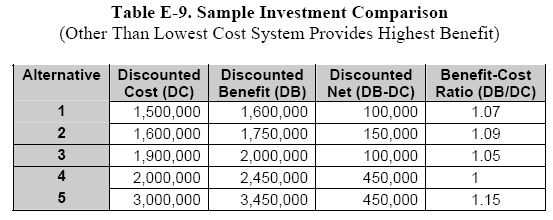 Table E-9. Sample Investment Comparison
(Other Than Lowest Cost System Provides Highest Benefit)
Alternative Discounted Cost (DC) Discounted Benefit (DB) Discounted Net (DB-DC) Benefit-Cost Ratio (DB/DC)
1 1,500,000 1,600,000 100,000 1.07
2 1,600,000 1,750,000 150,000 1.09
3 1,900,000 2,000,000 100,000 1.05
4 2,000,000 2,450,000 450,000 1
5 3,000,000 3,450,000 450,000 1.15